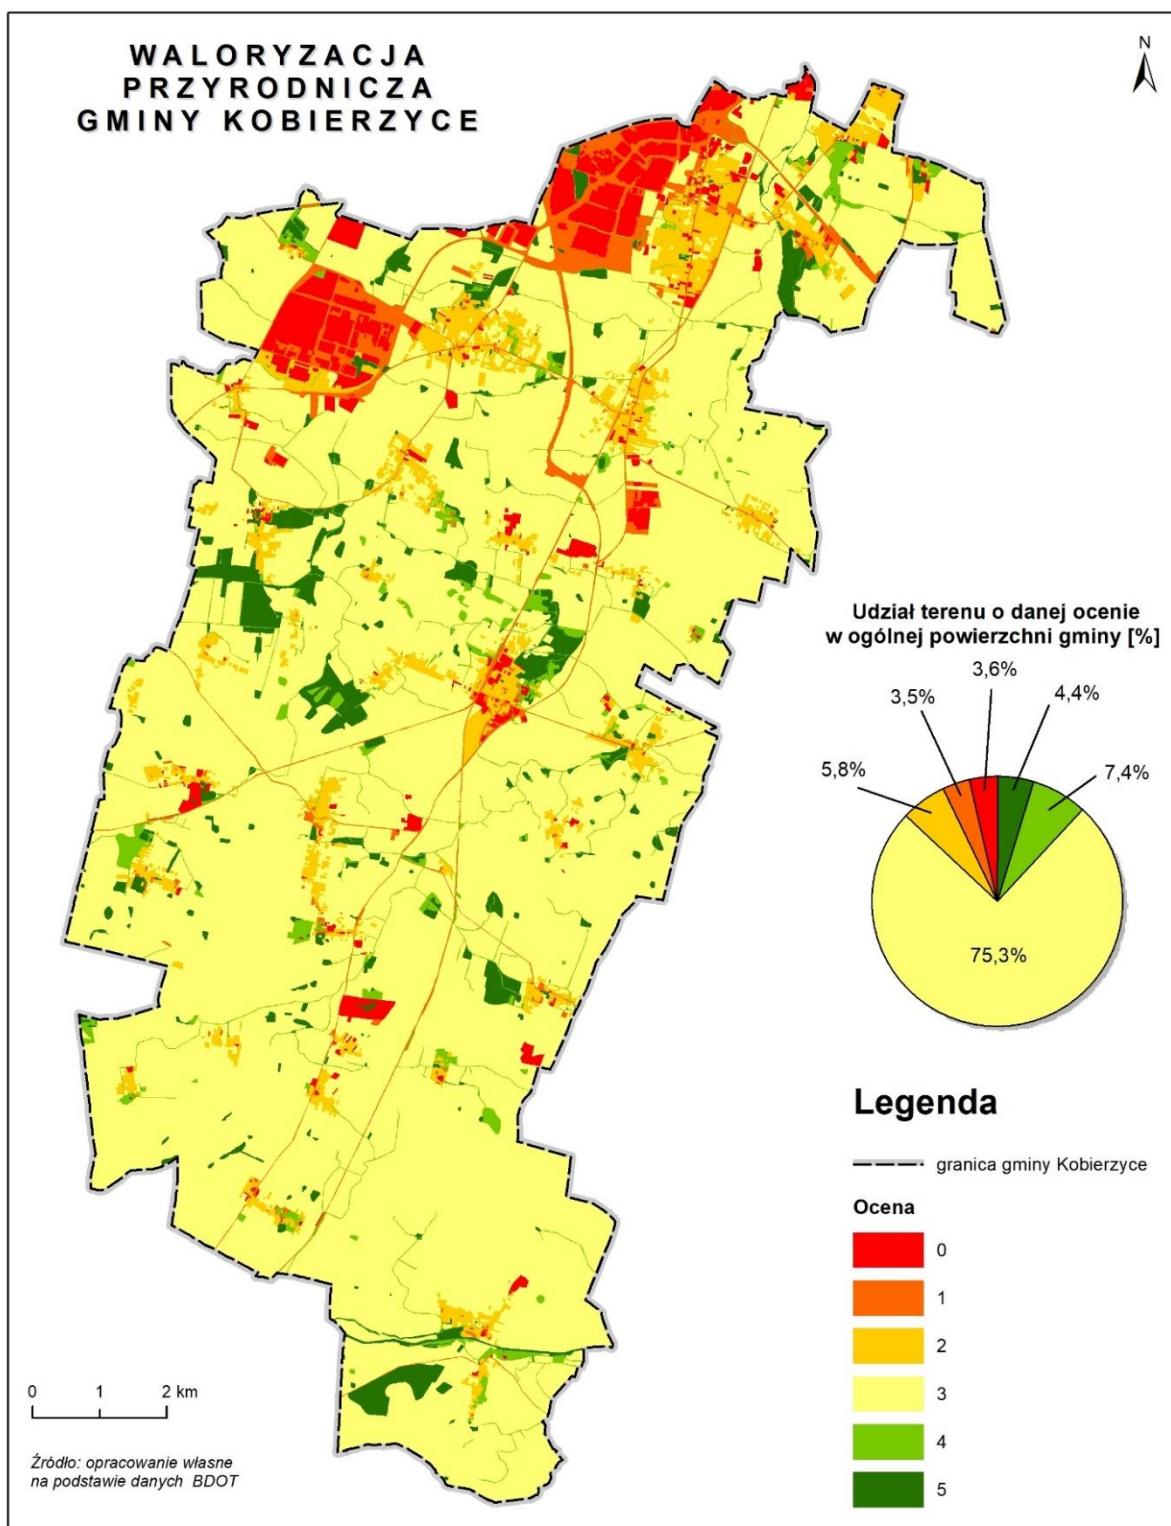 WALORYZACJA
PRZYRODNICZA
GMINY KOBIERZYCE
N
Udział terenu o danej ocenie
w ogólnej powierzchni gminy [%]
3,6%
3,5%
4,4%
5,8%
7,4%
75,3%
Legenda
granica gminy Kobierzyce
Ocena
0
1
2
3
4
5
0 1 2 km
Źródło: opracowanie własne
na podstawie danych BDOT